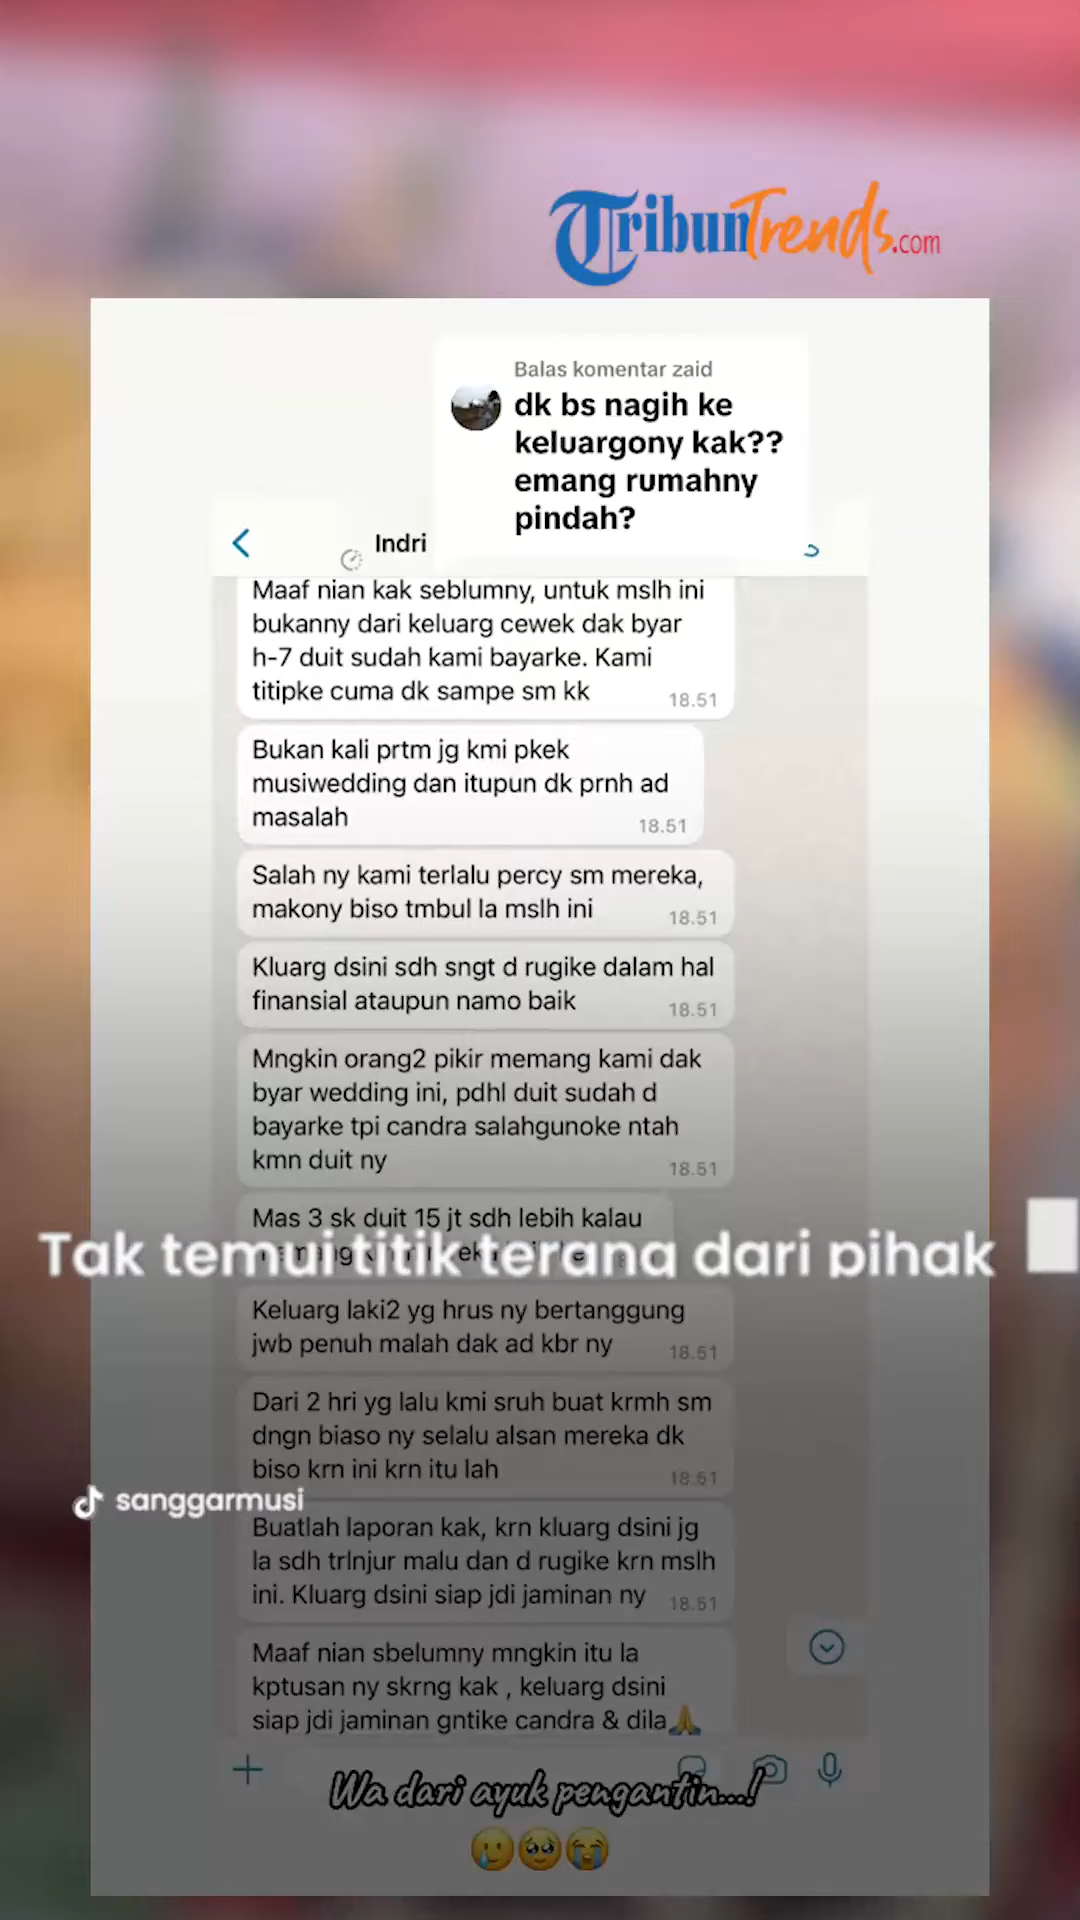 TribunTrends.com
Balas komentar zaid
dk bs nagih ke
keluargony kak??
emang rumahny
pindah?
Indri
Maaf nian kak seblumny, untuk mslh ini
bukanny dari keluarg cewek dak byar
h-7 duit sudah kami bayarke. Kami
titipke cuma dk sampe sm kk
18.51
Bukan kali prtm jg kmi pkek
musiwedding dan itupun dk prnh ad
masalah
18.51
Salah ny kami terlalu percy sm mereka,
makony biso tmbul la mslh ini
18.51
Kluarg dsini sdh sngt d rugike dalam hal
finansial ataupun namo baik
18.51
Mngkin orang2 pikir memang kami dak
byar wedding ini, pdhl duit sudah d
bayarke tpi candra salahgunoke ntah
kmn duit ny
18.51
Mas 3 sk duit 15 jt sdh lebih kalau
Tak temui titik terang dari pihak
Keluarg laki2 yg hrus ny bertanggung
jwb penuh malah dak ad kbr ny
18.51
Dari 2 hri yg lalu kmi sruh buat krmh sm
dngn biaso ny selalu alsan mereka dk
biso krn ini krn itu lah
18.51
sanggarmusi
Buatlah laporan kak, krn kluarg dsini jg
la sdh trlnjur malu dan d rugike krn mslh
ini. Kluarg dsini siap jdi jaminan ny
18.51
Maaf nian sbelumny mngkin itu la
kptusan ny skrng kak , keluarg dsini
siap jdi jaminan gntike candra & dila🙏
Wa dari ayuk pengantin...!
🥲🥹😭